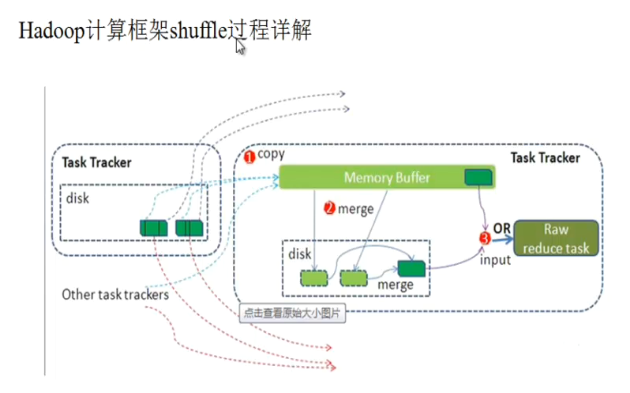 Hadoop计算框架shuffle过程详解
1 copy
Task Tracker
Task Tracker
Memory Buffer
disk
2 merge
OR
3
Raw
reduce task
input
disk
merge
Other task trackers
点击查看原始大小图片